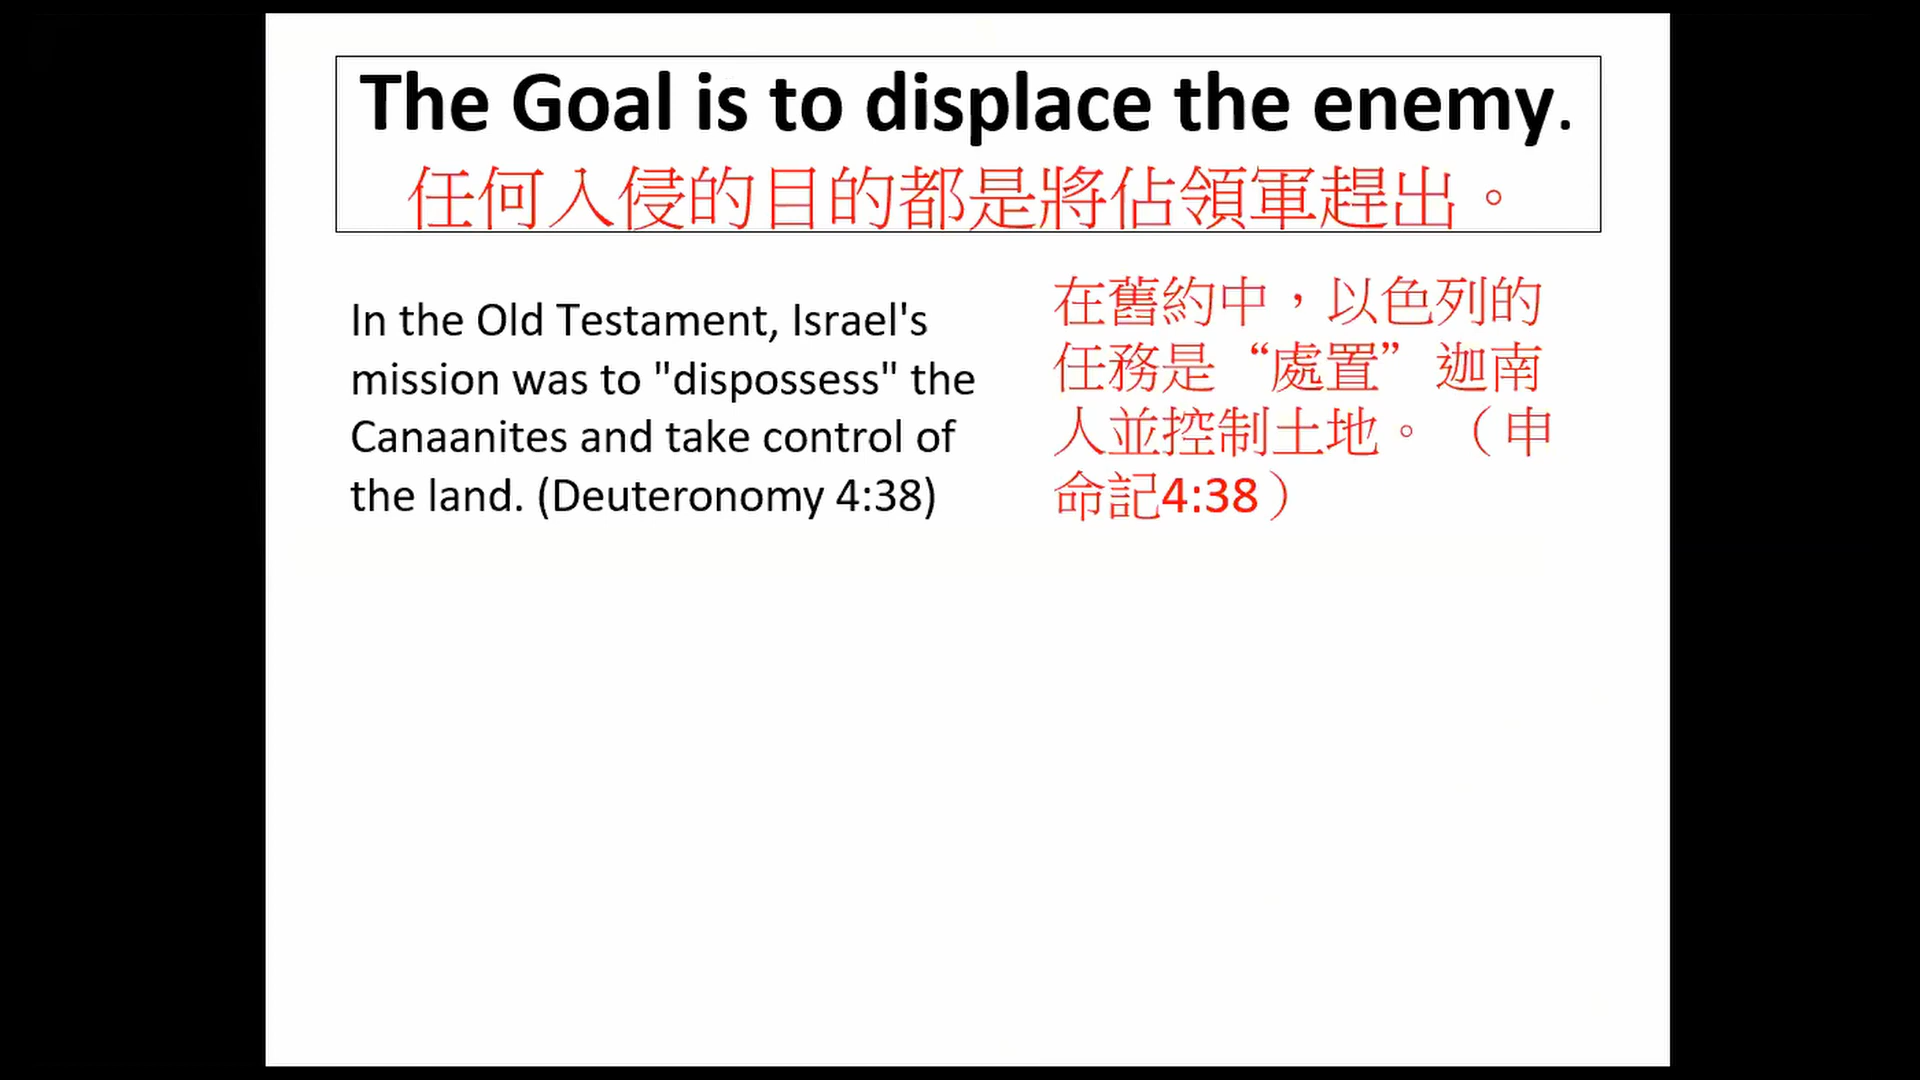 The Goal is to displace the enemy.
任何入侵的目的都是將佔領軍趕出。
In the Old Testament, Israel's
mission was to "dispossess" the
Canaanites and take control of
the land. (Deuteronomy 4:38)
在舊約中，以色列的
任務是“處置”迦南
人並控制土地。（申
命記4:38）